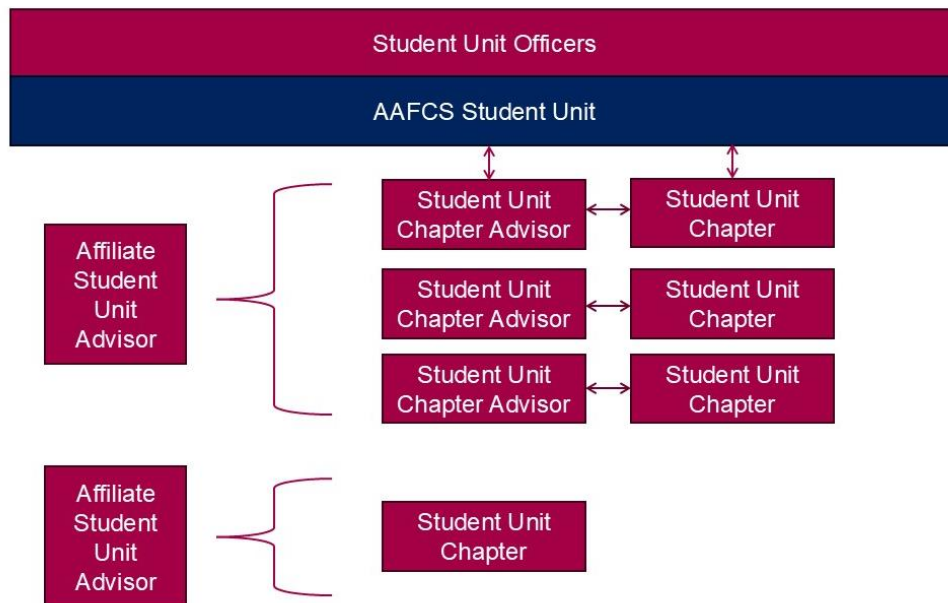 Student Unit Officers
AAFCS Student Unit
Student Unit
Chapter Advisor
Student Unit
Chapter
Affiliate
Student
Unit
Advisor
Student Unit
Chapter Advisor
Student Unit
Chapter
Student Unit
Chapter Advisor
Student Unit
Chapter
Affiliate
Student
Unit
Advisor
Student Unit
Chapter